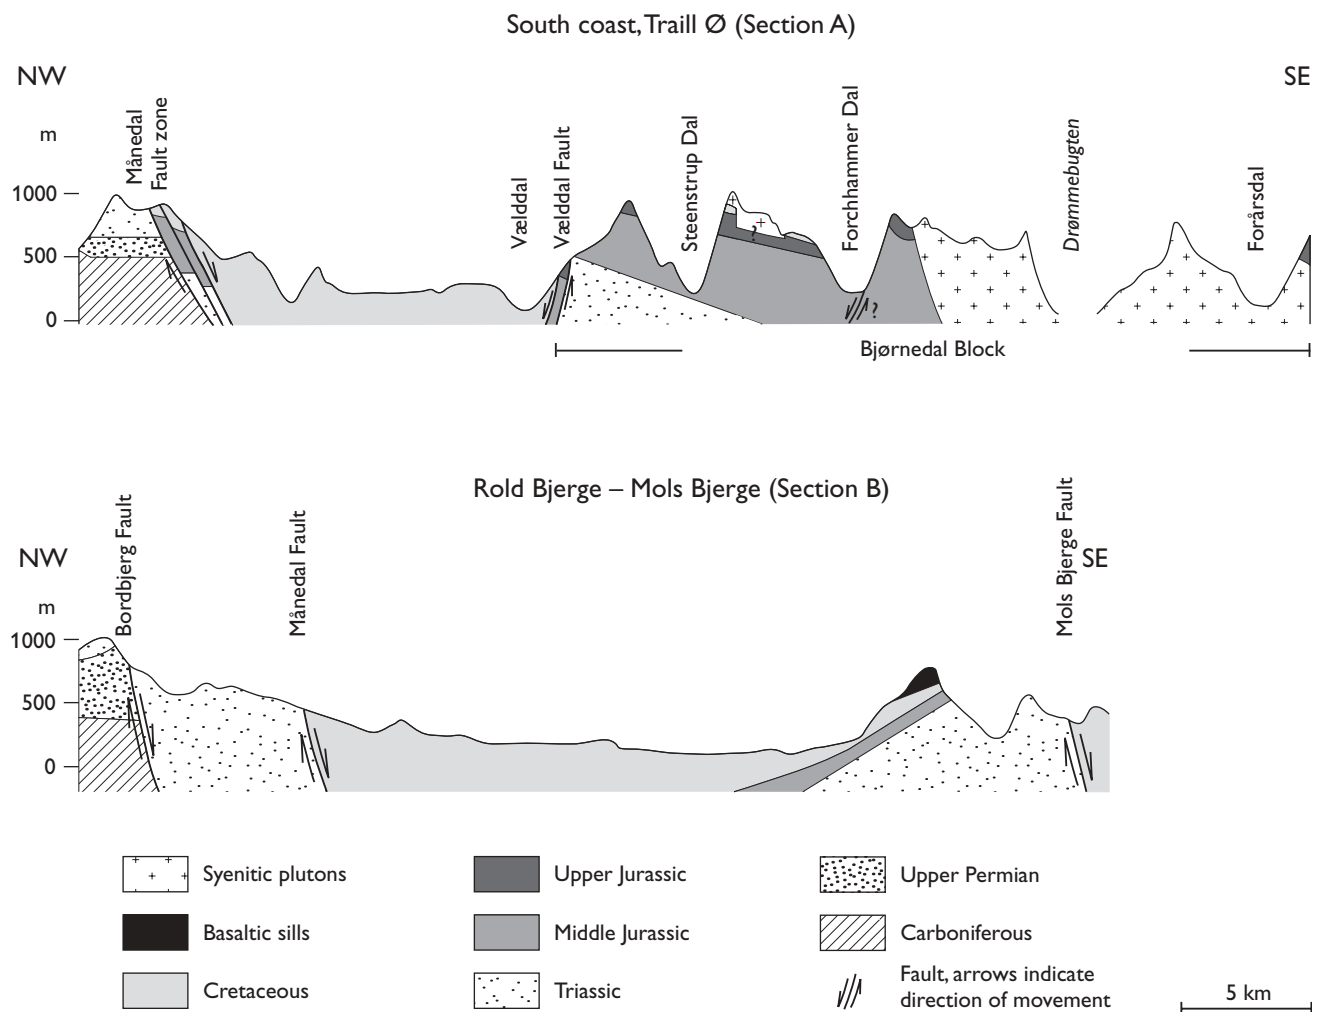 South coast, Traill Ø (Section A)
NW
SE
m
Månedal
Fault zone
Vælddal
Vælddal Fault
Steenstrup Dal
Forchhammer Dal
Drømmebugten
Forårsdal
1000
500
0
?
?
Bjørnedal Block
Rold Bjerge – Mols Bjerge (Section B)
NW
SE
m
Bordbjerg Fault
Månedal Fault
Mols Bjerge Fault
1000
500
0
Syenitic plutons
Upper Jurassic
Upper Permian
Basaltic sills
Middle Jurassic
Carboniferous
Cretaceous
Triassic
Fault, arrows indicate
direction of movement
5 km